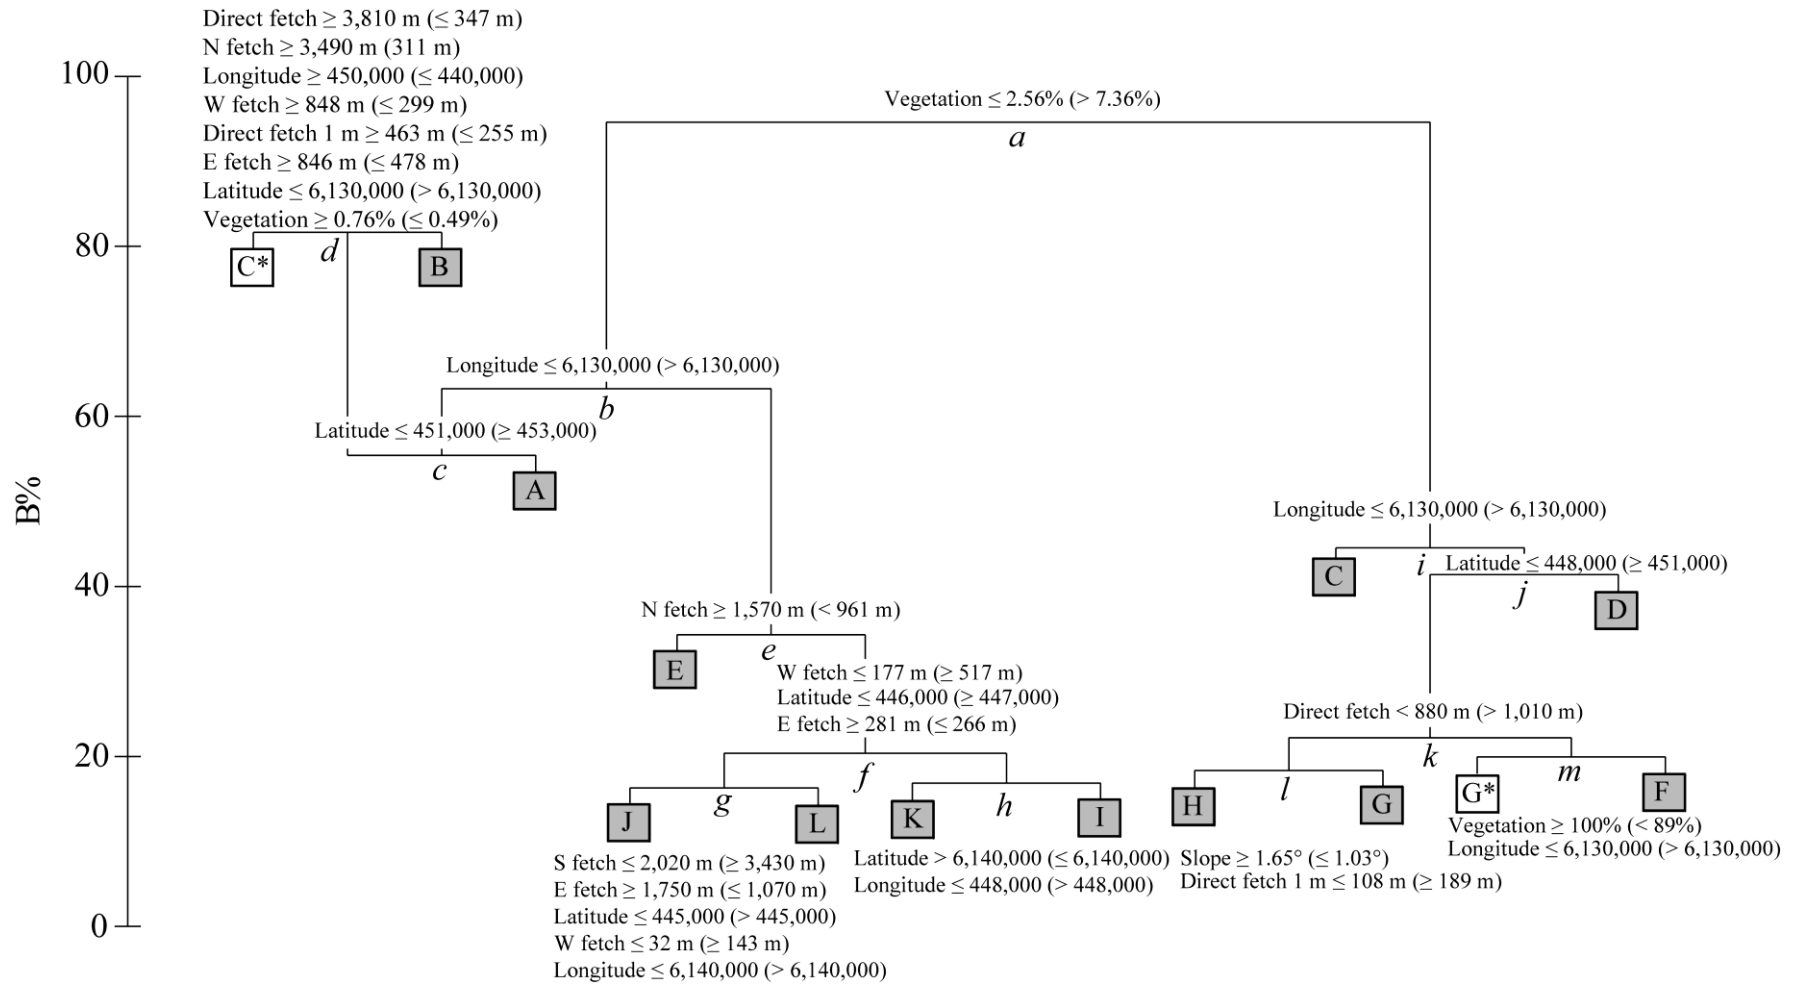 Direct fetch ≥ 3,810 m (≤ 347 m)
N fetch ≥ 3,490 m (311 m)
Longitude ≥ 450,000 (≤ 440,000)
W fetch ≥ 848 m (≤ 299 m)
Direct fetch 1 m ≥ 463 m (≤ 255 m)
E fetch ≥ 846 m (≤ 478 m)
Latitude ≤ 6,130,000 (> 6,130,000)
Vegetation ≥ 0.76% (≤ 0.49%)
100
80
60
40
20
0
B%
Vegetation ≤ 2.56% (> 7.36%)
a
d
C*
B
Longitude ≤ 6,130,000 (> 6,130,000)
b
Latitude ≤ 451,000 (≥ 453,000)
c
A
Longitude ≤ 6,130,000 (> 6,130,000)
i
C
Latitude ≤ 448,000 (≥ 451,000)
j
D
N fetch ≥ 1,570 m (< 961 m)
e
E
W fetch ≤ 177 m (≥ 517 m)
Latitude ≤ 446,000 (≥ 447,000)
E fetch ≥ 281 m (≤ 266 m)
f
Direct fetch < 880 m (> 1,010 m)
k
g
h
l
m
J
L
K
I
H
G
G*
F
S fetch ≤ 2,020 m (≥ 3,430 m)
E fetch ≥ 1,750 m (≤ 1,070 m)
Latitude ≤ 445,000 (> 445,000)
W fetch ≤ 32 m (≥ 143 m)
Longitude ≤ 6,140,000 (> 6,140,000)
Latitude > 6,140,000 (≤ 6,140,000)
Longitude ≤ 448,000 (> 448,000)
Slope ≥ 1.65° (≤ 1.03°)
Direct fetch 1 m ≤ 108 m (≥ 189 m)
Vegetation ≥ 100% (< 89%)
Longitude ≤ 6,130,000 (> 6,130,000)